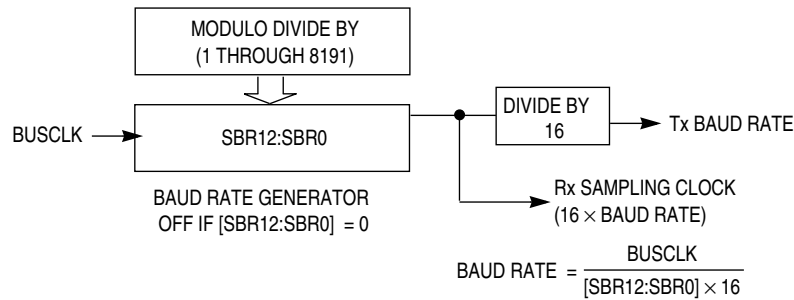 MODULO DIVIDE BY
(1 THROUGH 8191)
BUSCLK
SBR12:SBR0
DIVIDE BY
16
Tx BAUD RATE
BAUD RATE GENERATOR
OFF IF [SBR12:SBR0] = 0
Rx SAMPLING CLOCK
(16 × BAUD RATE)
BAUD RATE =
BUSCLK
[SBR12:SBR0] × 16